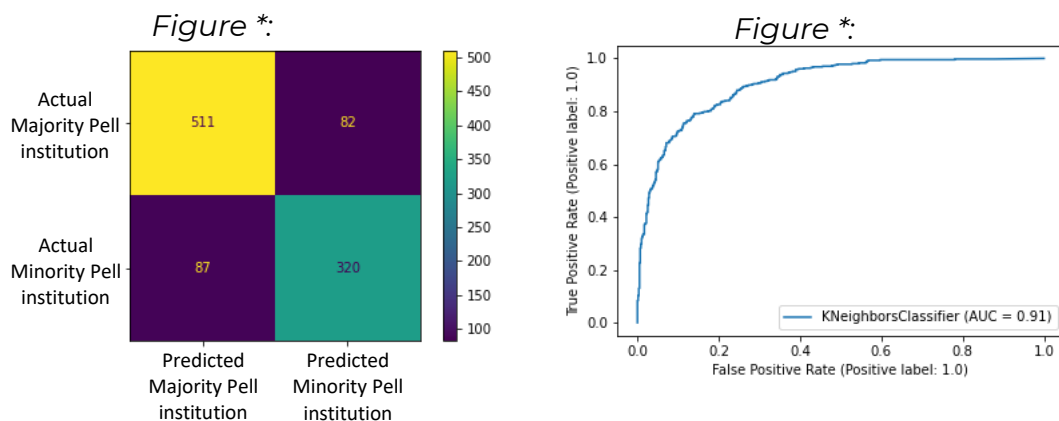 Figure *:
Actual
Majority Pell
institution
Actual
Minority Pell
institution
511
82
87
320
Predicted
Majority Pell
institution
Predicted
Minority Pell
institution
500
450
400
350
300
250
200
150
100
Figure *:
True Positive Rate (Positive label: 1.0)
1.0
0.8
0.6
0.4
0.2
0.0
KNeighborsClassifier (AUC = 0.91)
0.0 0.2 0.4 0.6 0.8 1.0
False Positive Rate (Positive label: 1.0)